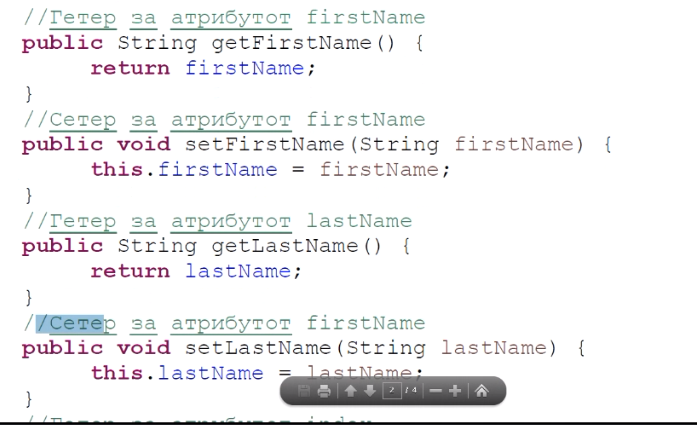 //Гетер за атрибутот firstName
public String getFirstName() {
return firstName;
}
//Сетер за атрибутот firstName
public void setFirstName(String firstName) {
this.firstName = firstName;
}
//Гетер за атрибутот lastName
public String getLastName() {
return lastName;
}
//Сетер за атрибутот firstName
public void setLastName(String lastName) {
this.lastName = lastName;
2 / 4
}
//Гетер за атрибутот index